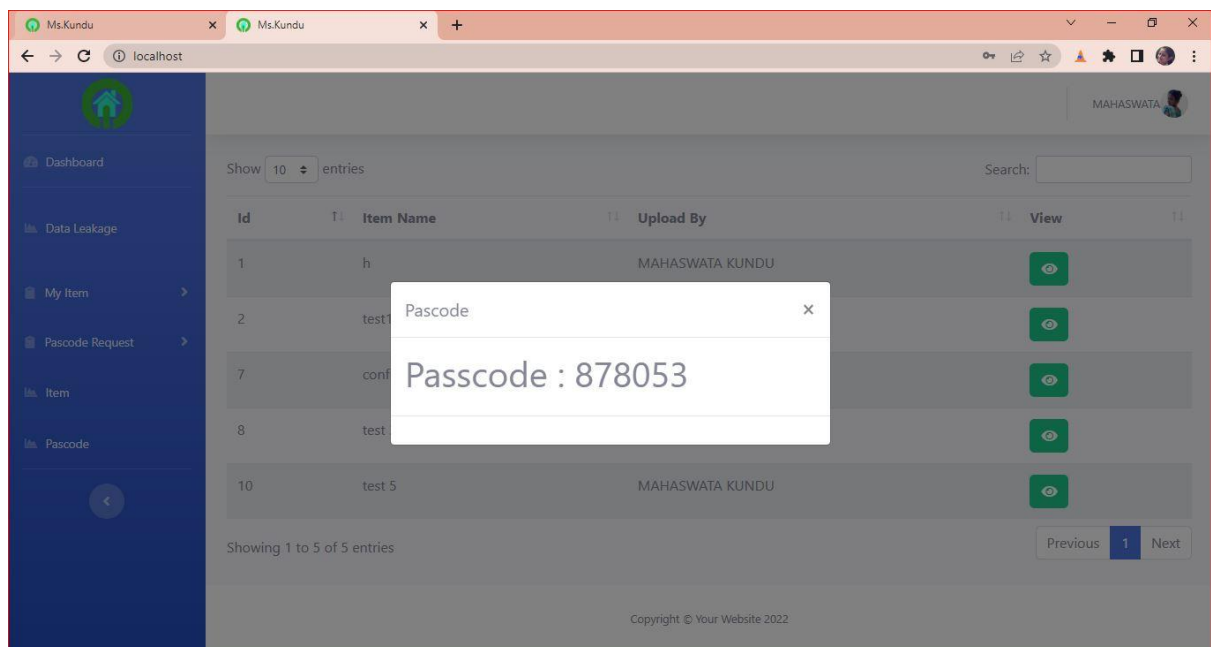 Ms.Kundu
Ms.Kundu
localhost
MAHASWATA
Dashboard
Data Leakage
My Item
Pascode Request
Item
Pascode
Show 10 entries
Search:
Id Item Name Upload By View
1 h MAHASWATA KUNDU
2 test1
7 conf
8 test
10 test 5 MAHASWATA KUNDU
Pascode
Passcode : 878053
Showing 1 to 5 of 5 entries
Previous 1 Next
Copyright © Your Website 2022